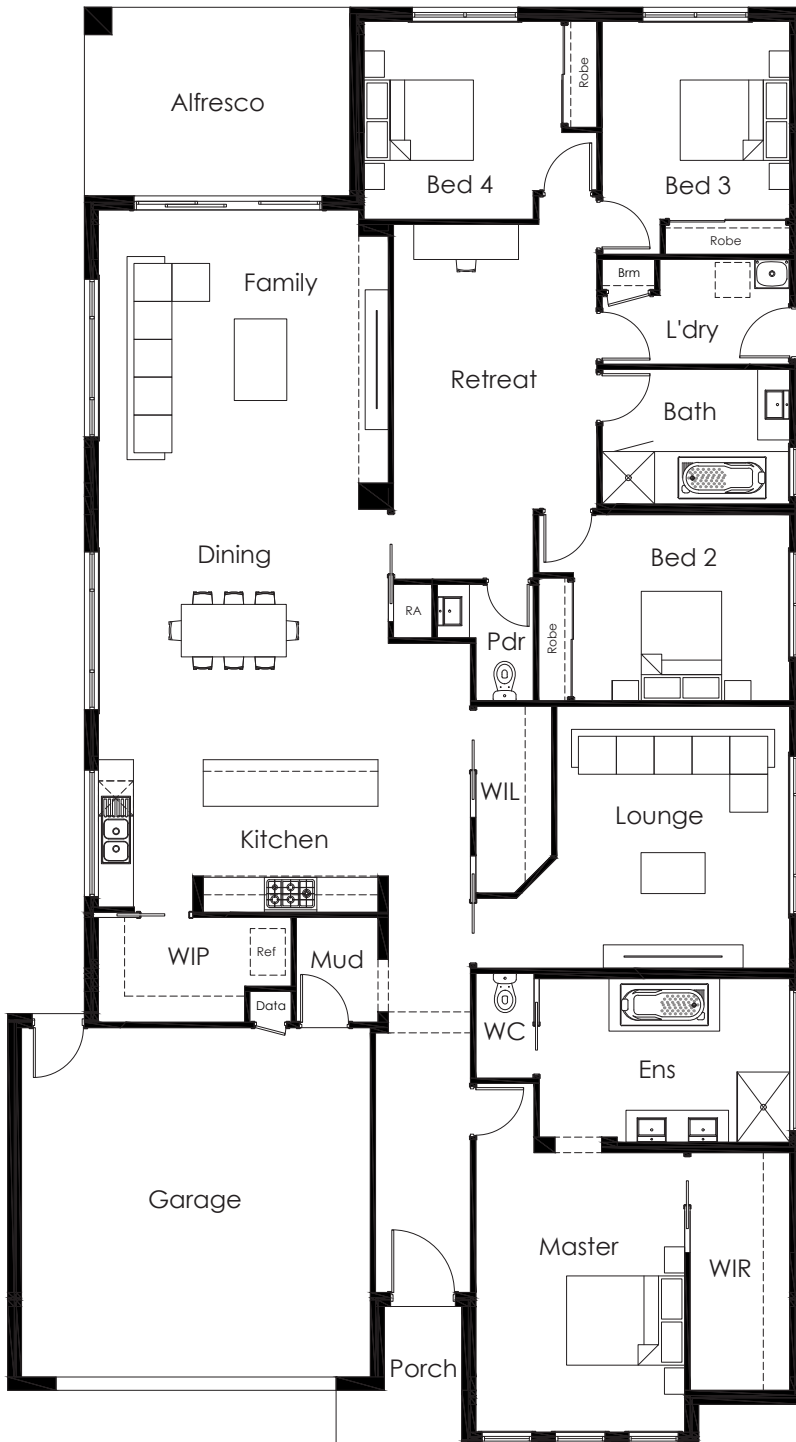 Alfresco
Bed 4
Robe
Bed 3
Robe
Family
Brm
L'dry
Retreat
Bath
Dining
Bed 2
RA
Pdr
Robe
WIL
Lounge
Kitchen
WIP
Ref
Mud
Data
WC
Ens
Garage
Master
WIR
Porch